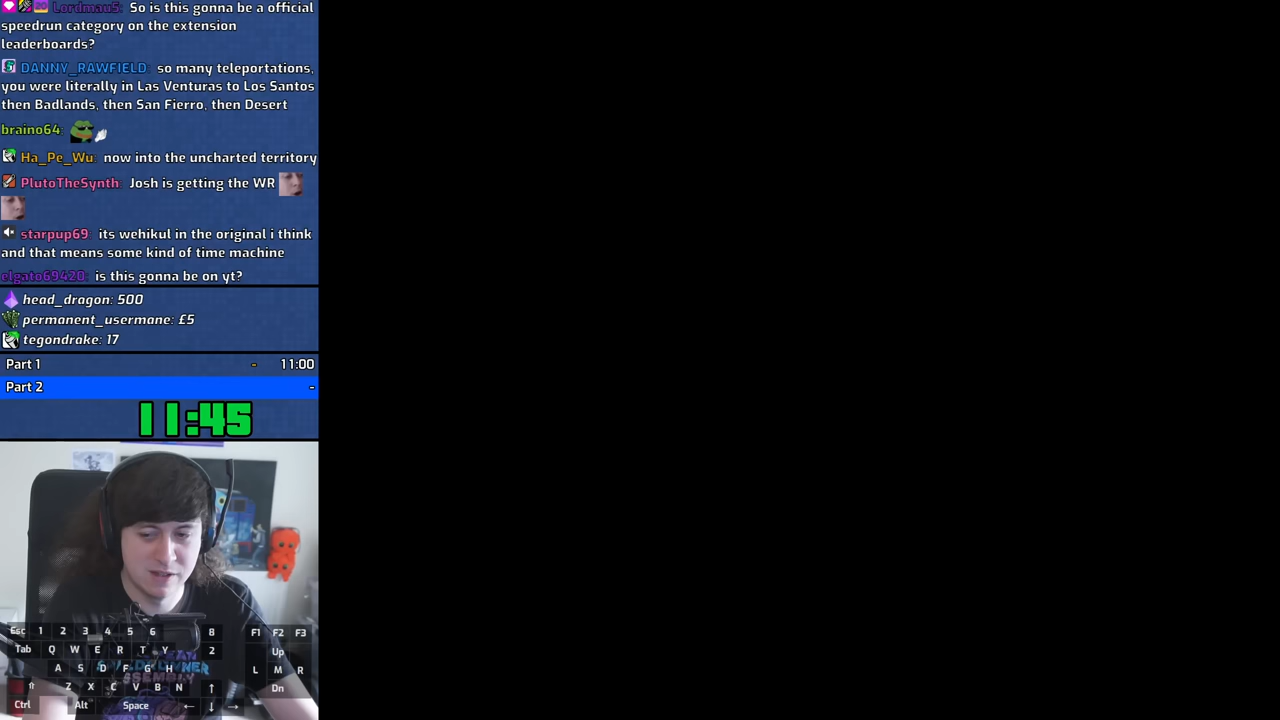 Lordmau5: So is this gonna be a official
speedrun category on the extension
leaderboards?
DANNY_RAWFIELD: so many teleportations,
you were literally in Las Venturas to Los Santos
then Badlands, then San Fierro, then Desert
braino64:
Ha_Pe_Wu: now into the uncharted territory
PlutoTheSynth: Josh is getting the WR
starpup69: its wehikul in the original i think
and that means some kind of time machine
elgato69420: is this gonna be on yt?
head_dragon: 500
permanent_usermane: £5
tegondrake: 17
Part 1 - 11:00
Part 2 -
11:45
Esc 1 2 3 4 5 6 8 F1 F2 F3
Tab Q W E R T Y 2 Up
A S D F G H L M R
⇧ Z X C V B N ↑ Dn
Ctrl Alt Space ← ↓ →